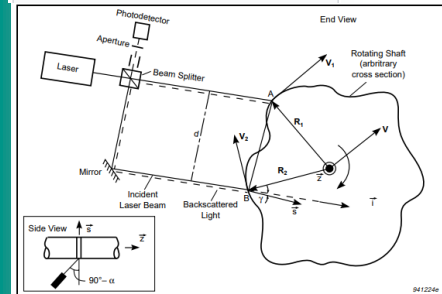 Photodetector
End View
Aperture
Rotating Shaft
(arbritrary
cross section)
Laser
Beam Splitter
V₁
A
R₁
V₂
V
d
R₂
z
Mirror
B
γ
s
i
Incident
Laser Beam
Backscattered
Light
Side View
s
z
90°– α
941224e